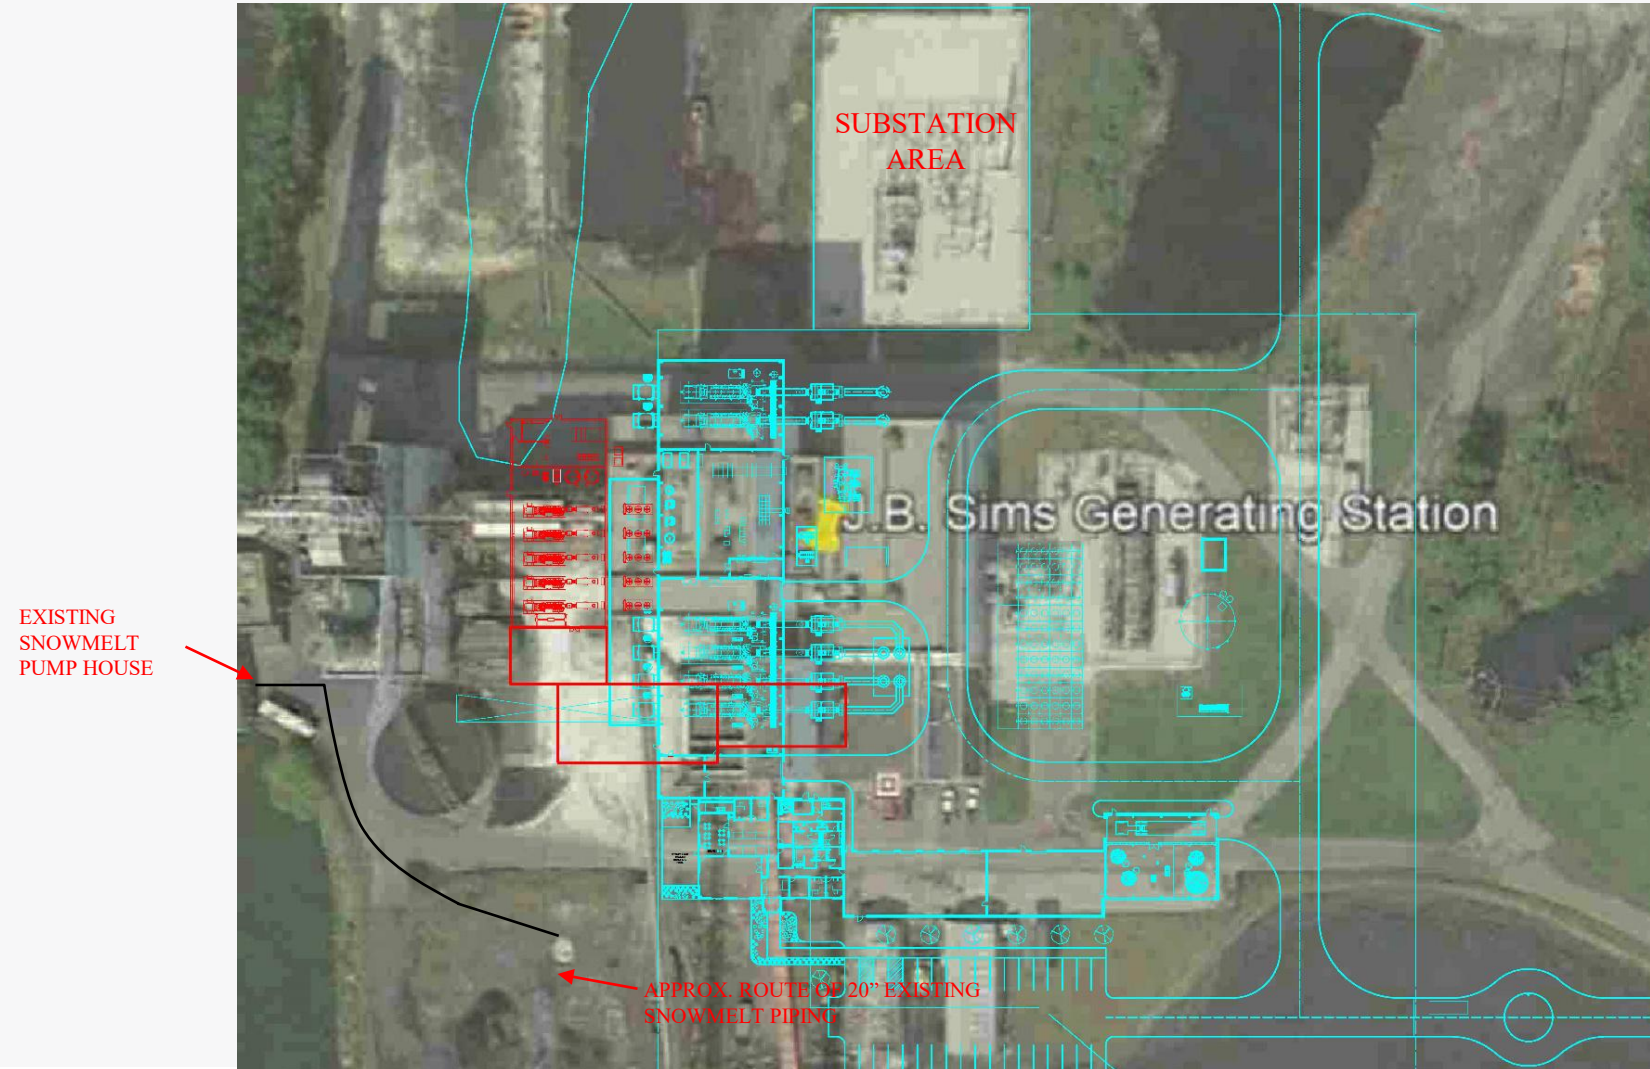 SUBSTATION
AREA
J.B. Sims Generating Station
EXISTING
SNOWMELT
PUMP HOUSE
APPROX. ROUTE OF 20” EXISTING
SNOWMELT PIPING